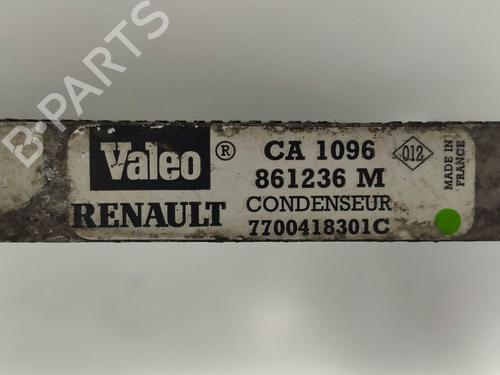 B-PARTS
Valeo ® CA 1096
861236 M
RENAULT CONDENSEUR
7700418301C
012
MADE IN
FRANCE